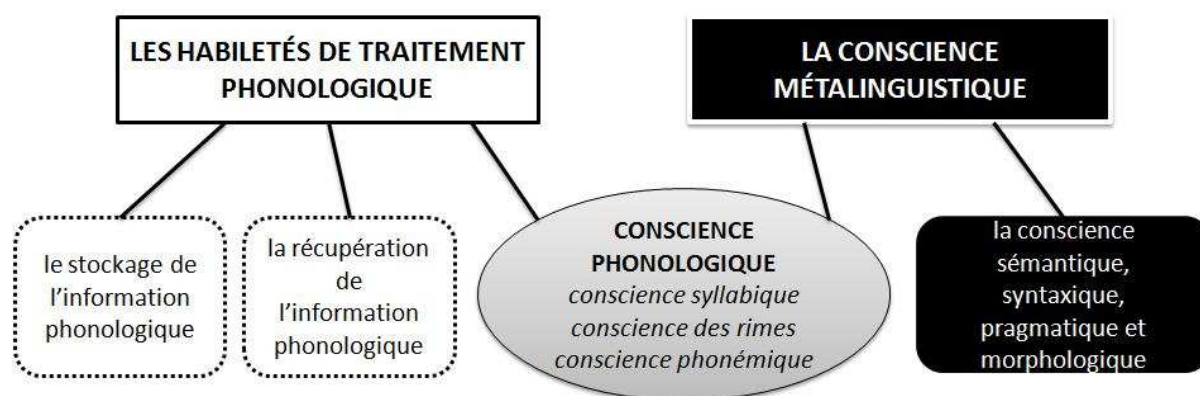 LES HABILETÉS DE TRAITEMENT
PHONOLOGIQUE
LA CONSCIENCE
MÉTALINGUISTIQUE
le stockage de
l'information
phonologique
la récupération
de
l'information
phonologique
CONSCIENCE
PHONOLOGIQUE
conscience syllabique
conscience des rimes
conscience phonémique
la conscience
sémantique,
syntaxique,
pragmatique et
morphologique